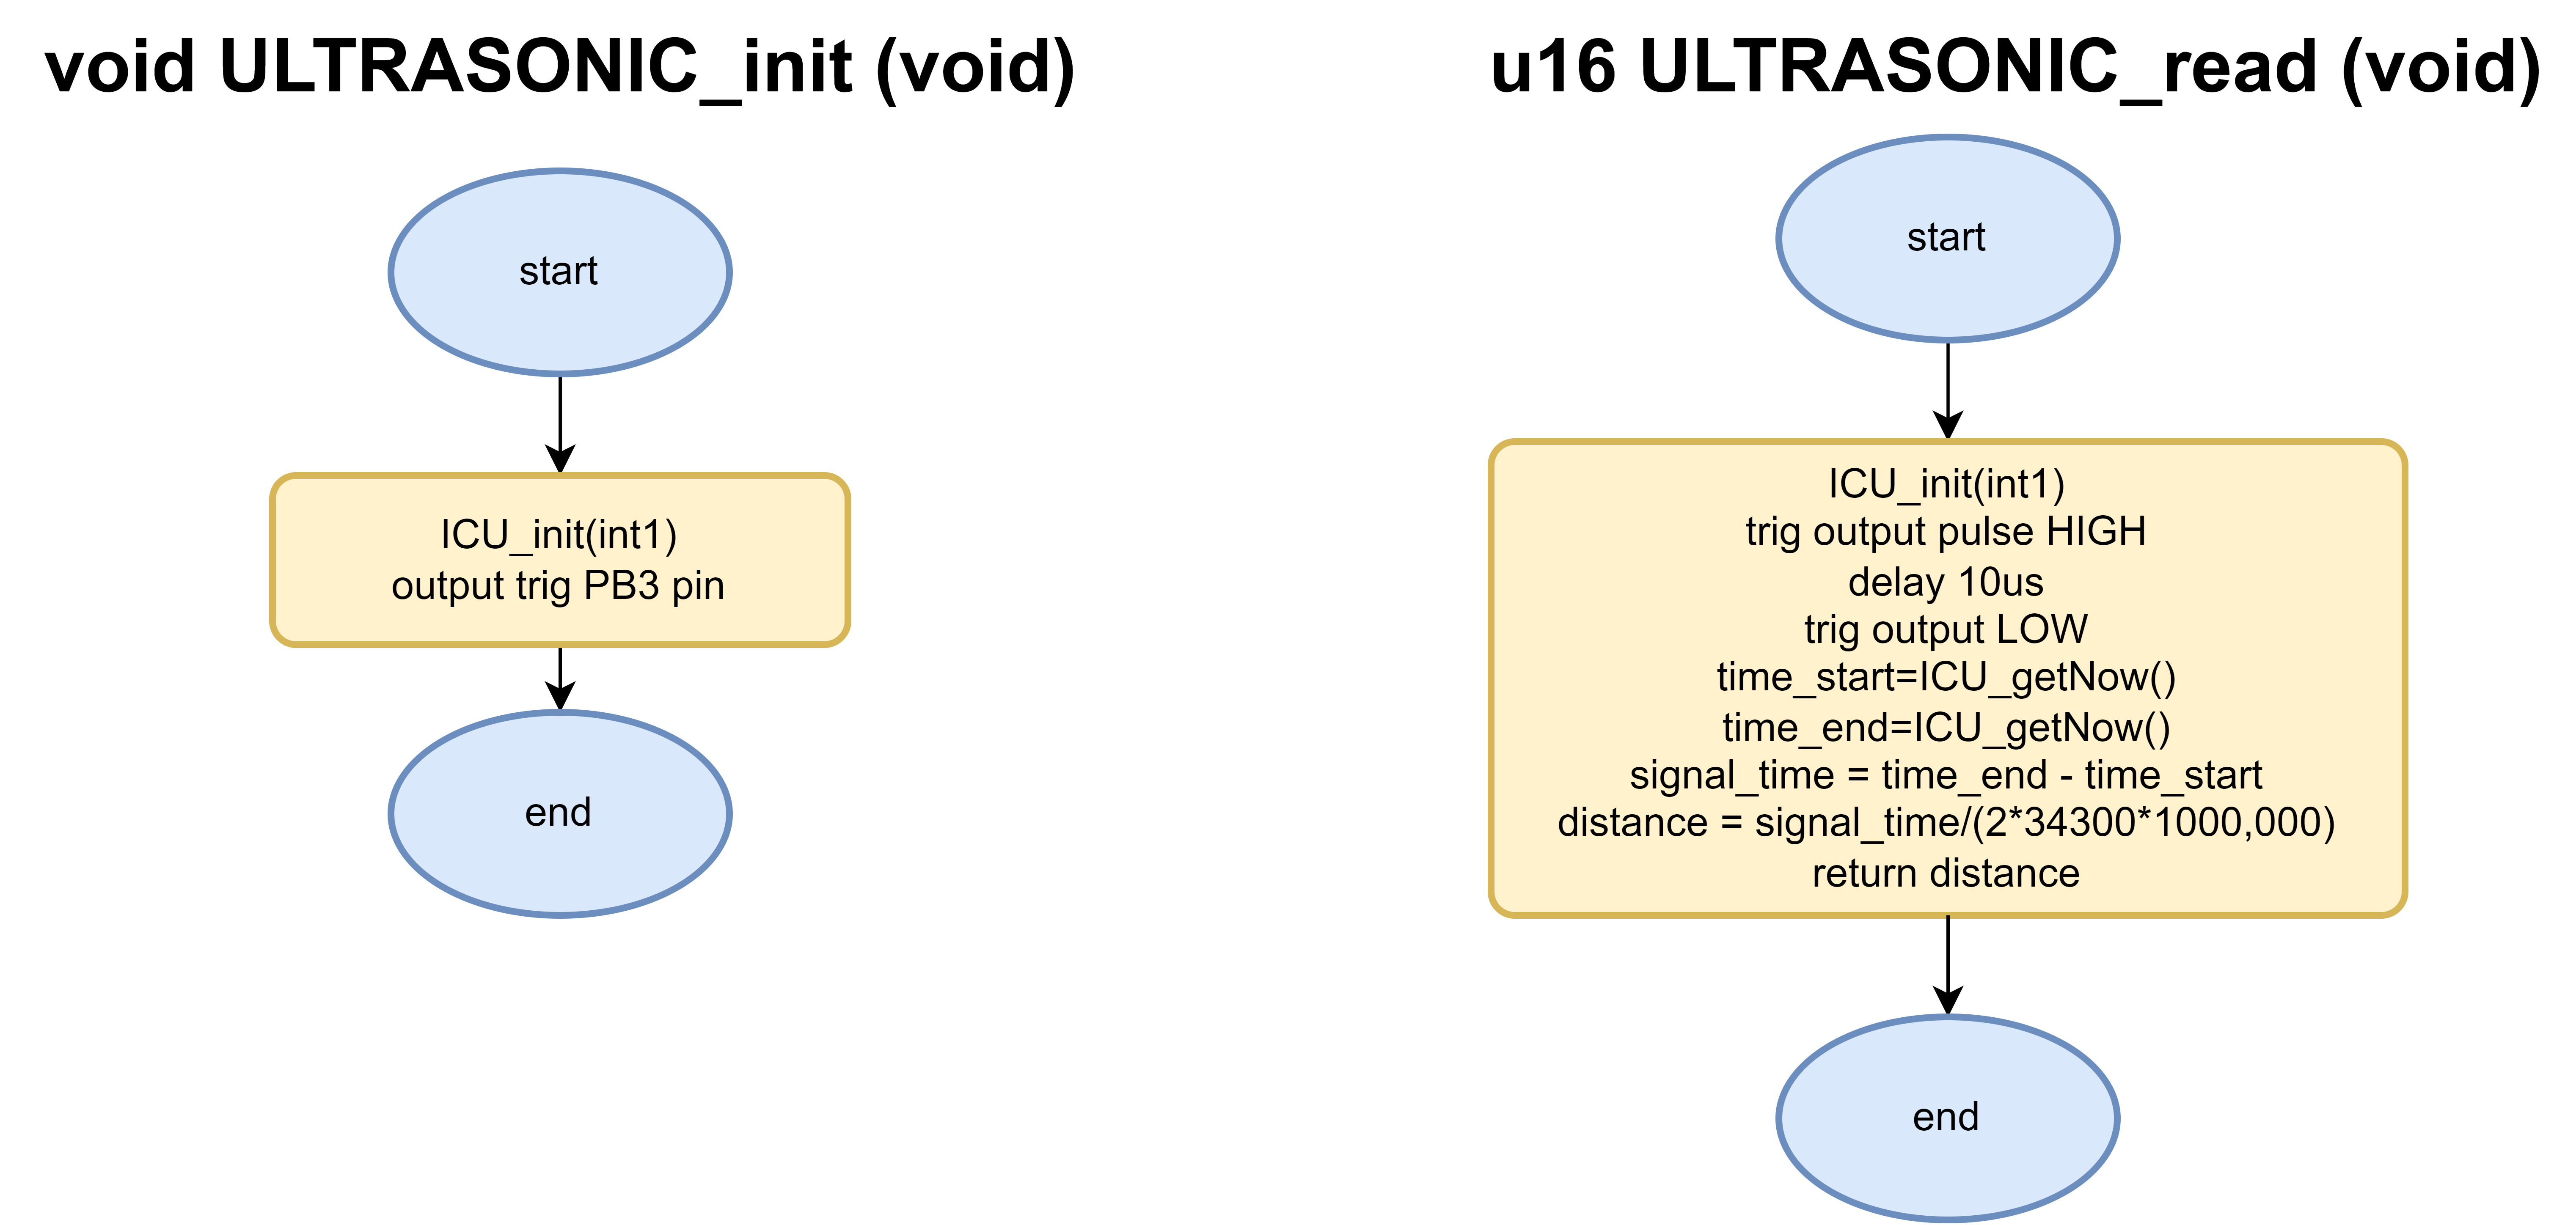 void ULTRASONIC_init (void)
start
ICU_init(int1)
output trig PB3 pin
end
u16 ULTRASONIC_read (void)
start
ICU_init(int1)
trig output pulse HIGH
delay 10us
trig output LOW
time_start=ICU_getNow()
time_end=ICU_getNow()
signal_time = time_end - time_start
distance = signal_time/(2*34300*1000,000)
return distance
end